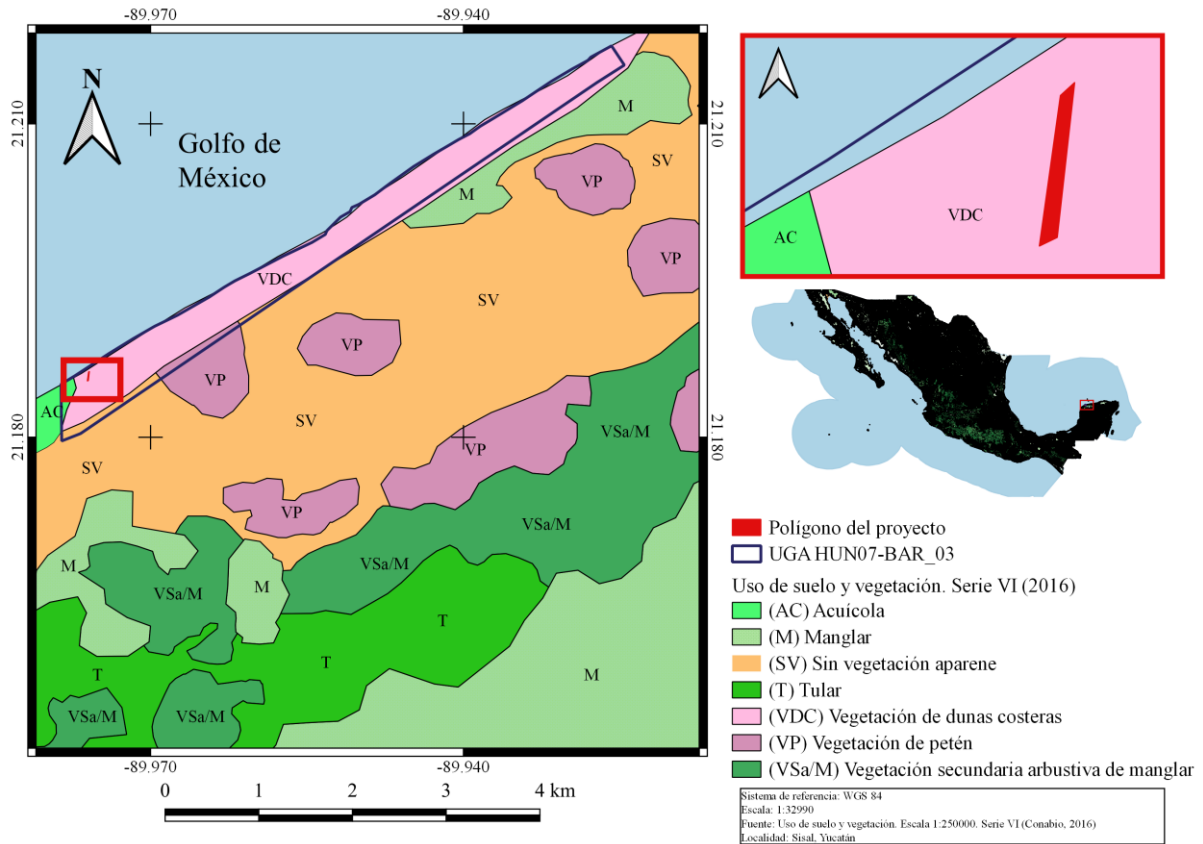 -89.970
-89.940
N
21.210
21.210
Golfo de
México
M
SV
VP
M
VP
VDC
SV
VP
VP
AC
SV
VSa/M
21.180
21.180
VP
SV
VP
VSa/M
M
VSa/M
VSa/M
M
T
T
T
M
VSa/M
VSa/M
-89.970
-89.940
0 1 2 3 4 km
VDC
AC
Polígono del proyecto
UGA HUN07-BAR_03
Uso de suelo y vegetación. Serie VI (2016)
(AC) Acuícola
(M) Manglar
(SV) Sin vegetación aparene
(T) Tular
(VDC) Vegetación de dunas costeras
(VP) Vegetación de petén
(VSa/M) Vegetación secundaria arbustiva de manglar
Sistema de referencia: WGS 84
Escala: 1:32990
Fuente: Uso de suelo y vegetación. Escala 1:250000. Serie VI (Conabio, 2016)
Localidad: Sisal, Yucatán